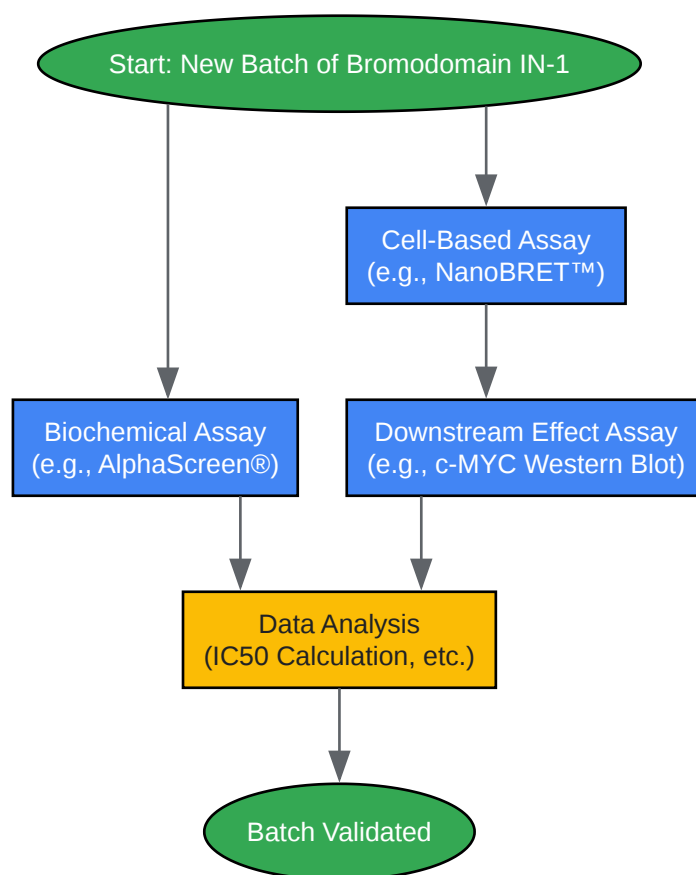 Start: New Batch of Bromodomain IN-1
Cell-Based Assay
(e.g., NanoBRET™)
Biochemical Assay
(e.g., AlphaScreen®)
Downstream Effect Assay
(e.g., c-MYC Western Blot)
Data Analysis
(IC50 Calculation, etc.)
Batch Validated